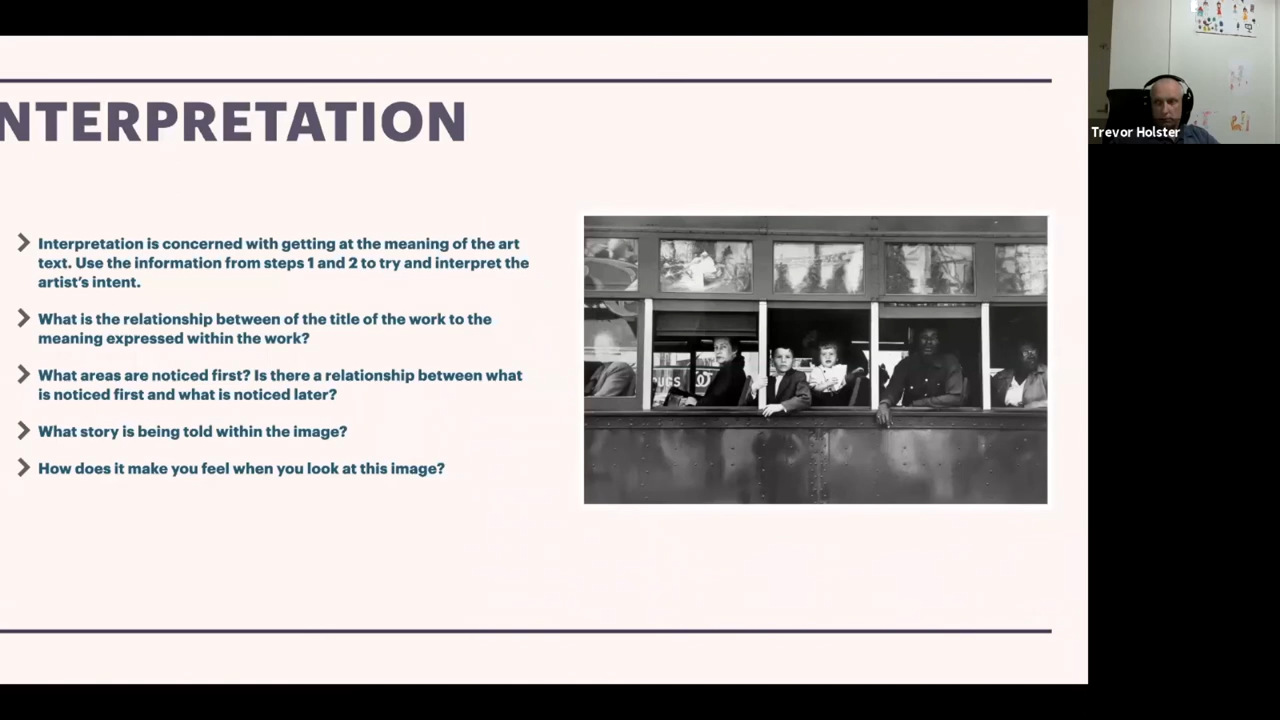 NTERPRETATION
Interpretation is concerned with getting at the meaning of the art
text. Use the information from steps 1 and 2 to try and interpret the
artist's intent.
What is the relationship between of the title of the work to the
meaning expressed within the work?
What areas are noticed first? Is there a relationship between what
is noticed first and what is noticed later?
What story is being told within the image?
How does it make you feel when you look at this image?
UGS
Trevor Holster